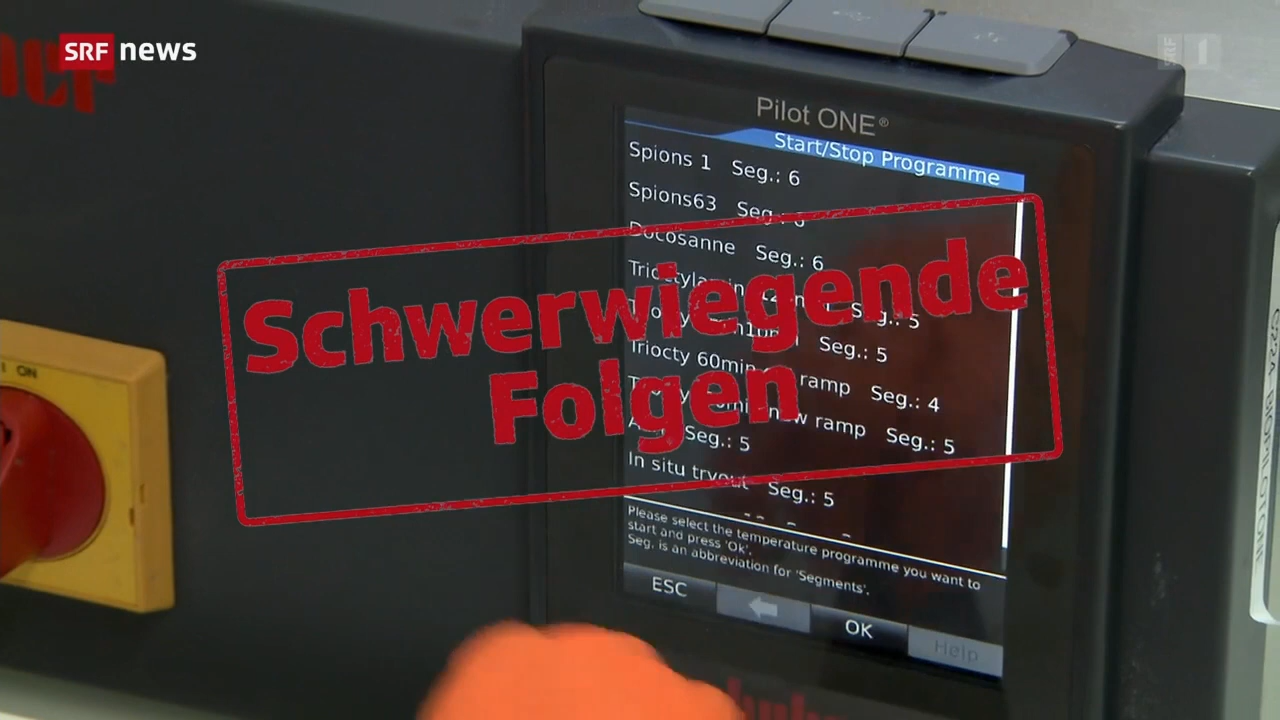 SRF news
SRF 1
Pilot ONE®
Start/Stop Programme
Spions 1 Seg.: 6
Spions63 Seg.: 6
Docosanne Seg.: 6
Seg.: 5
Seg.: 5
Triocty 60min ramp Seg.: 4
ramp Seg.: 5
Seg.: 5
In situ tryout Seg.: 5
Schwerwiegende
Folgen
Please select the temperature programme you want to
start and press 'Ok'.
Seg. is an abbreviation for 'Segments'.
ESC
OK
Help
ON